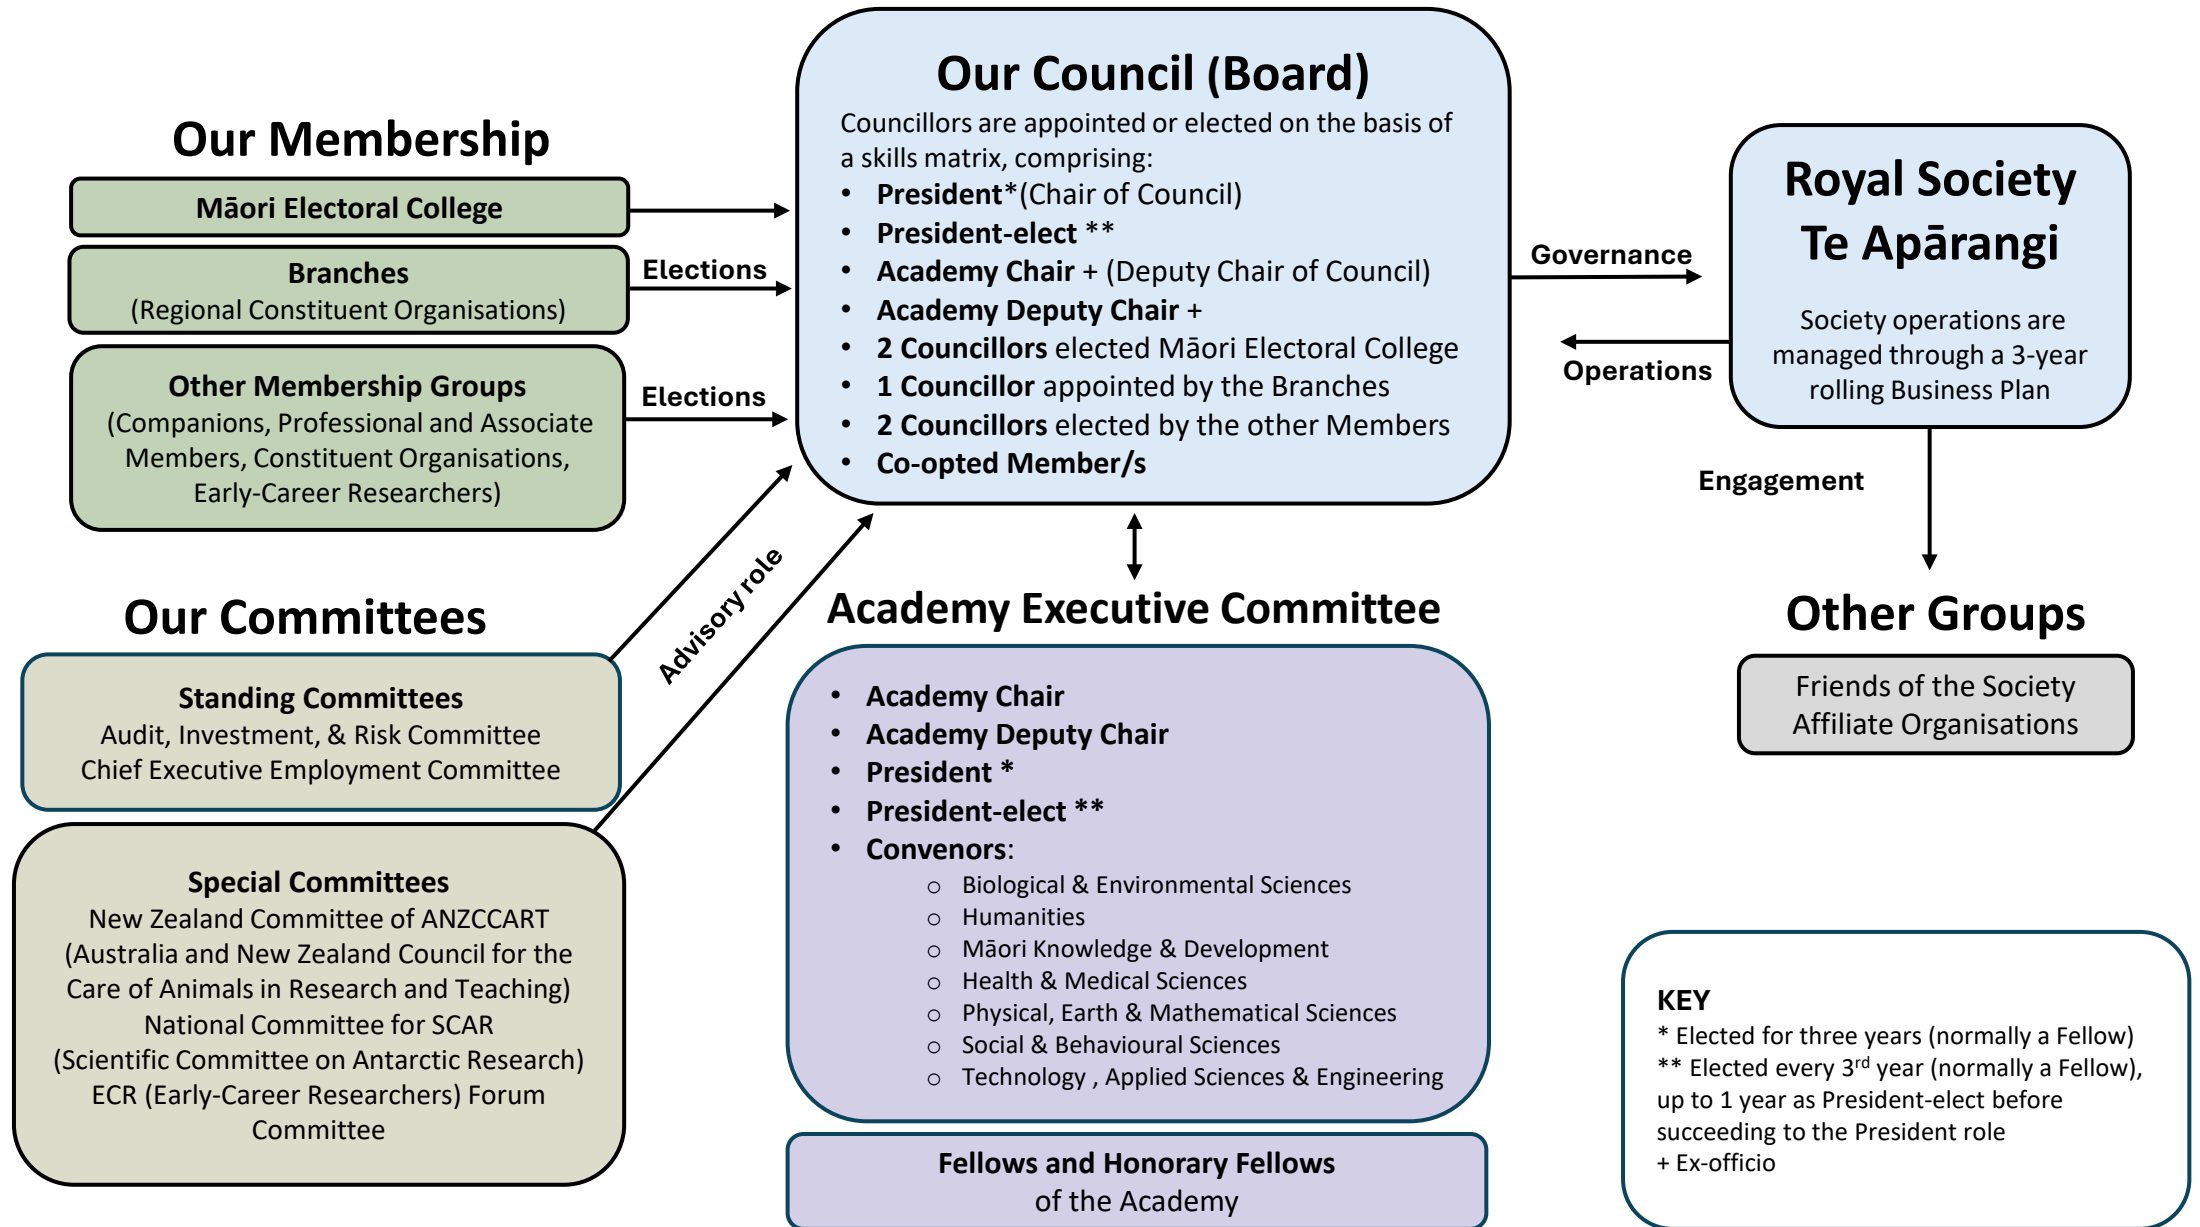 Our Membership
Māori Electoral College
Branches
(Regional Constituent Organisations)
Other Membership Groups
(Companions, Professional and Associate
Members, Constituent Organisations,
Early-Career Researchers)
Elections
Elections
Our Committees
Standing Committees
Audit, Investment, & Risk Committee
Chief Executive Employment Committee
Special Committees
New Zealand Committee of ANZCCART
(Australia and New Zealand Council for the
Care of Animals in Research and Teaching)
National Committee for SCAR
(Scientific Committee on Antarctic Research)
ECR (Early-Career Researchers) Forum
Committee
Advisory role
Our Council (Board)
Councillors are appointed or elected on the basis of
a skills matrix, comprising:
• President*(Chair of Council)
• President-elect **
• Academy Chair + (Deputy Chair of Council)
• Academy Deputy Chair +
• 2 Councillors elected Māori Electoral College
• 1 Councillor appointed by the Branches
• 2 Councillors elected by the other Members
• Co-opted Member/s
Academy Executive Committee
• Academy Chair
• Academy Deputy Chair
• President *
• President-elect **
• Convenors:
o Biological & Environmental Sciences
o Humanities
o Māori Knowledge & Development
o Health & Medical Sciences
o Physical, Earth & Mathematical Sciences
o Social & Behavioural Sciences
o Technology , Applied Sciences & Engineering
Fellows and Honorary Fellows
of the Academy
Governance
Operations
Royal Society
Te Apārangi
Society operations are
managed through a 3-year
rolling Business Plan
Engagement
Other Groups
Friends of the Society
Affiliate Organisations
KEY
* Elected for three years (normally a Fellow)
** Elected every 3rd year (normally a Fellow),
up to 1 year as President-elect before
succeeding to the President role
+ Ex-officio